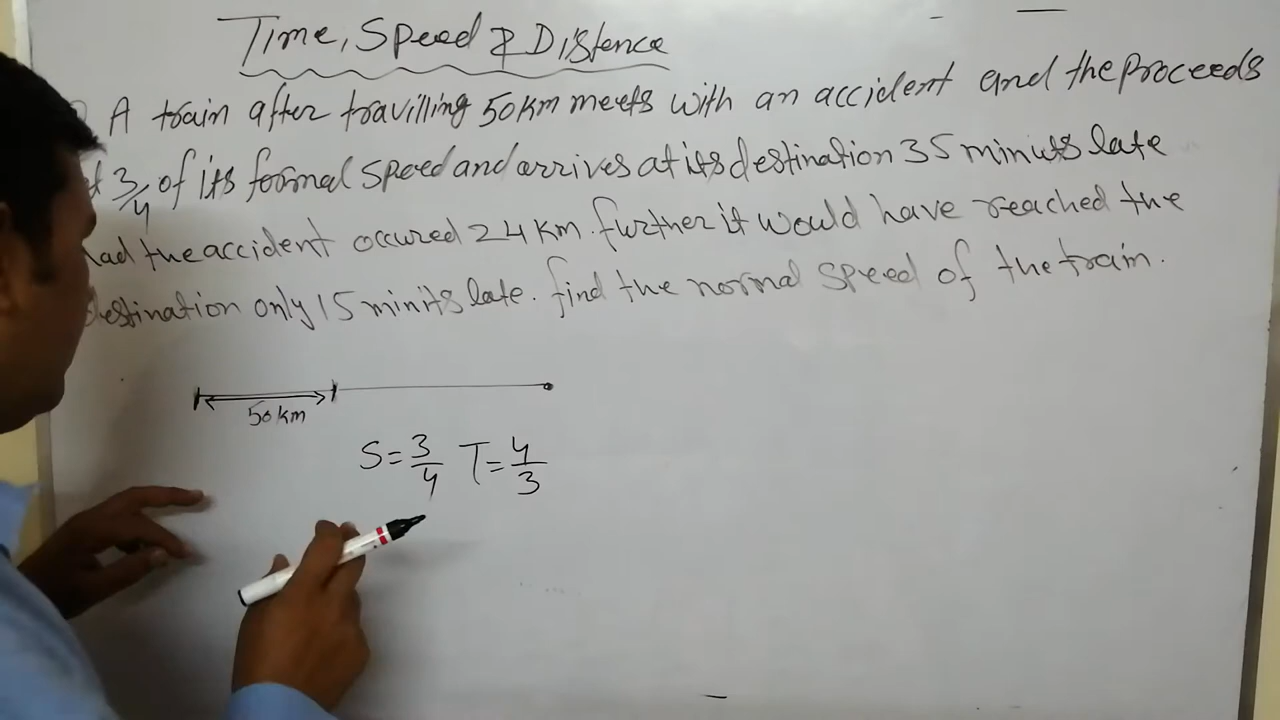 Time, Speed & Distence
A train after travilling 50km meets with an accident and the proceeds
3/4 of its formal speed and arrives at its destination 35 minuts late
had the accident occured 24 km. further it would have reached the
destination only 15 minits late. find the normal speed of the train.
50 km
S=3/4 T=4/3